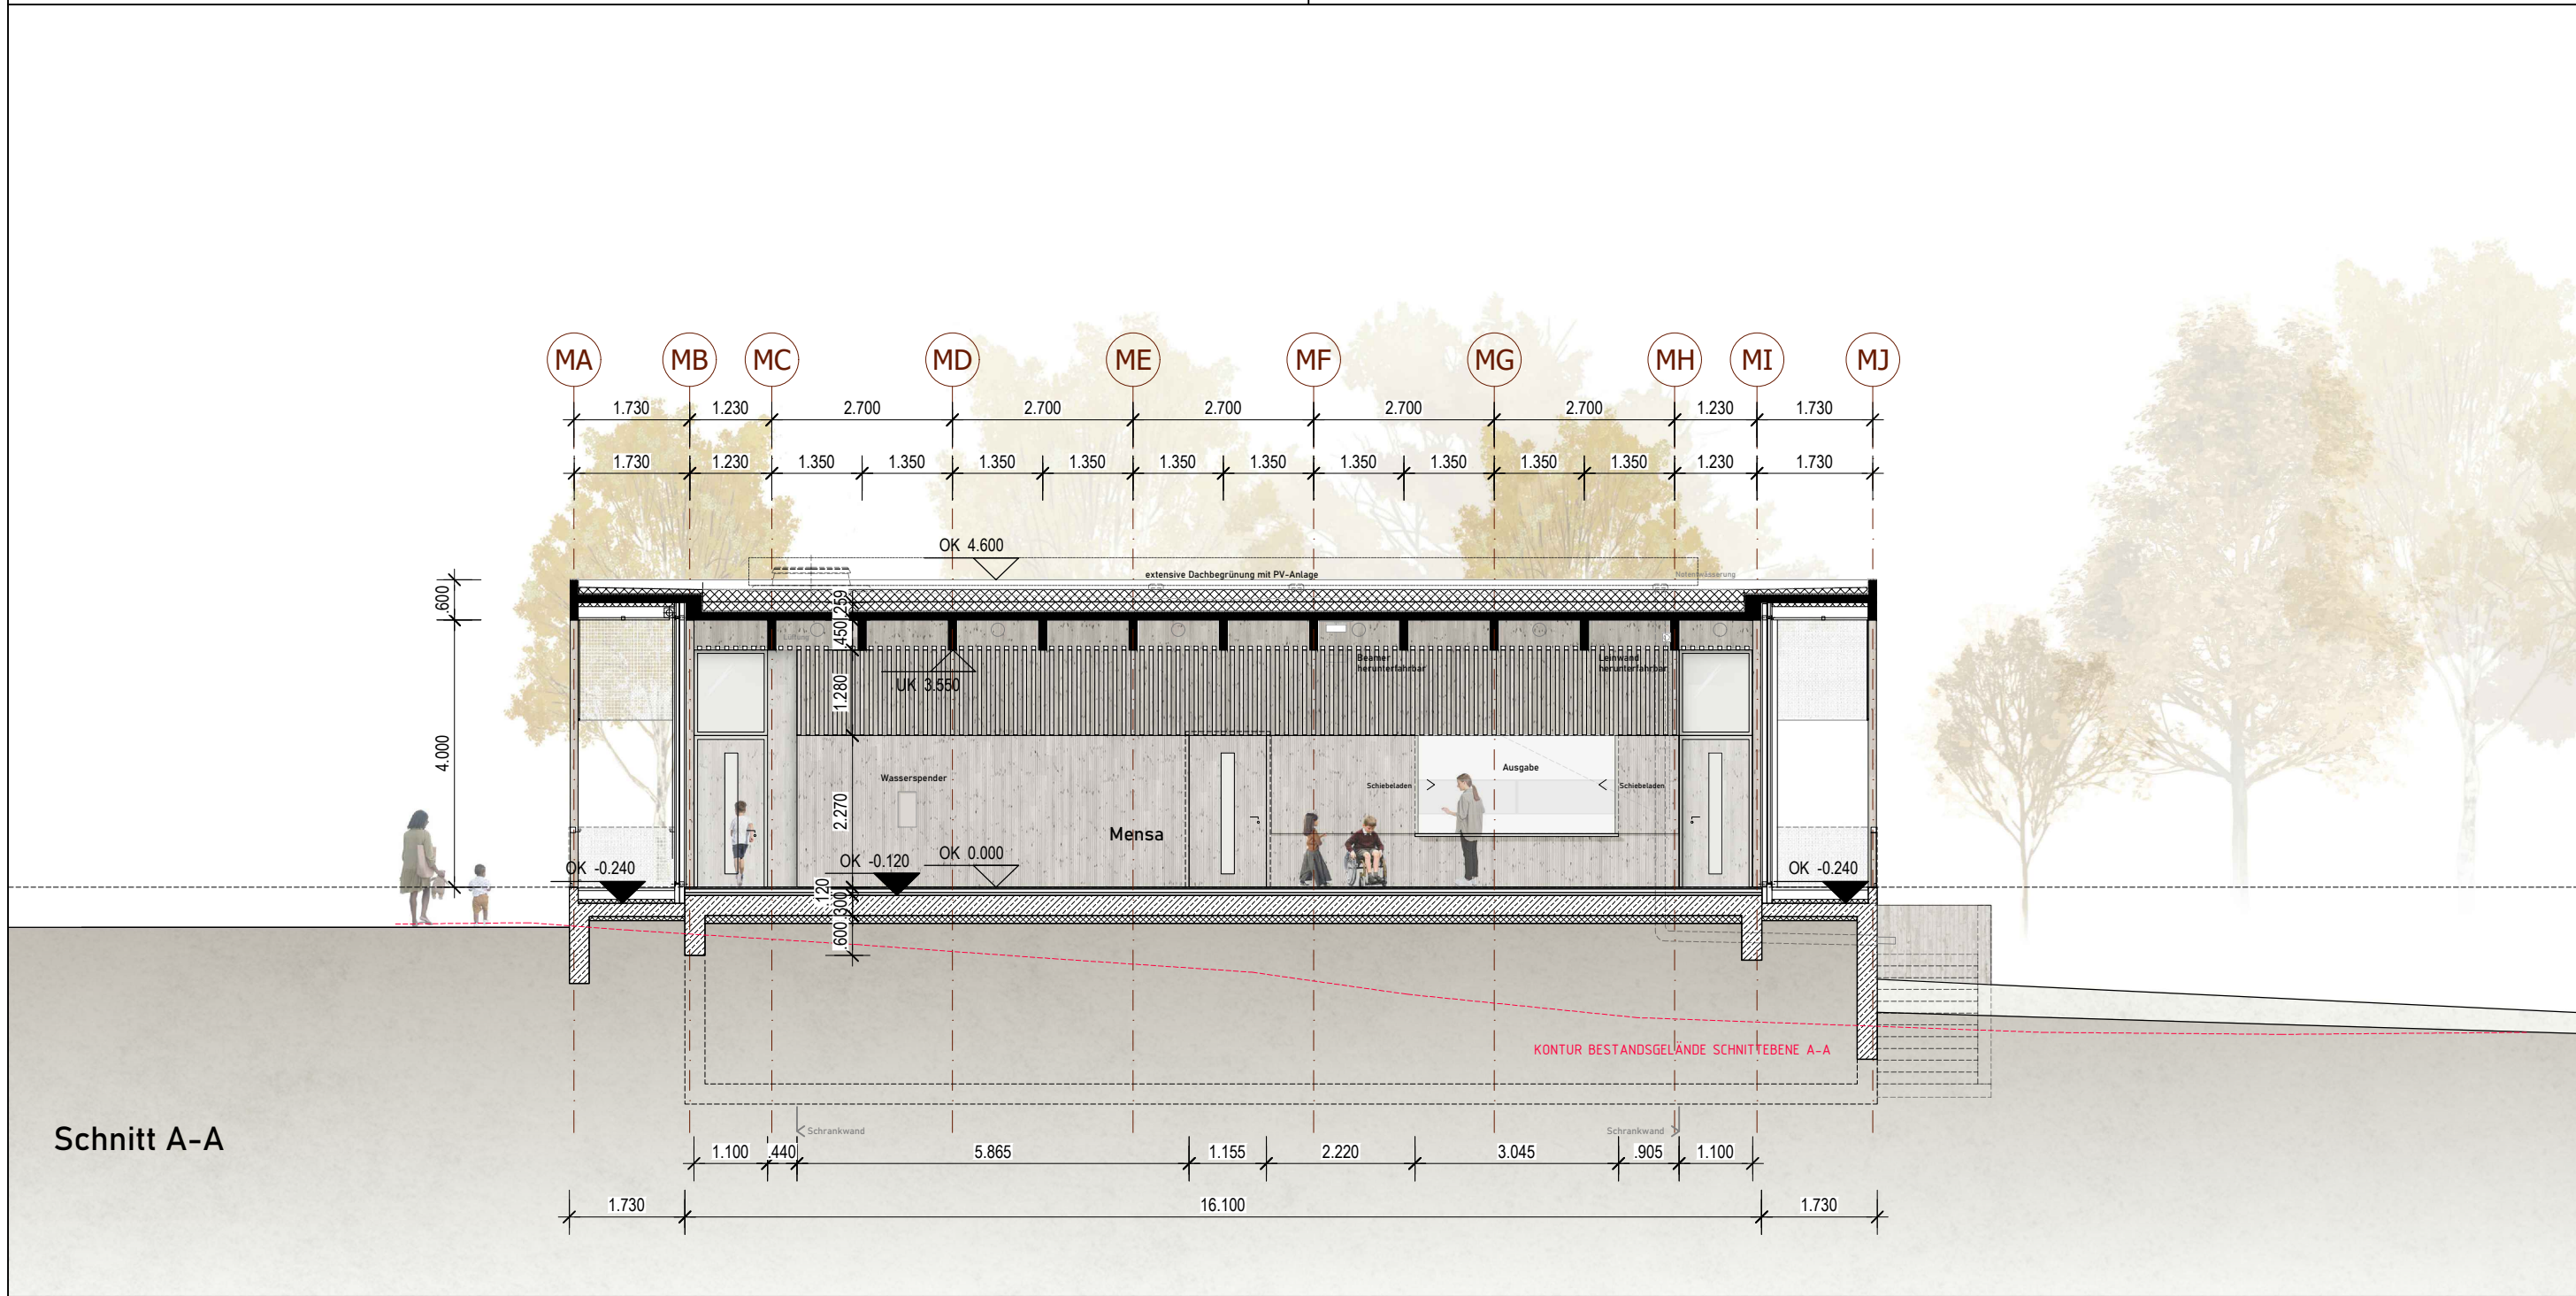 MA MB MC MD ME MF MG MH MI MJ
1.730 1.230 2.700 2.700 2.700 2.700 2.700 1.230 1.730
1.730 1.230 1.350 1.350 1.350 1.350 1.350 1.350 1.350 1.350 1.350 1.350 1.230 1.730
OK 4.600
extensive Dachbegrünung mit PV-Anlage
Notentwässerung
.600
.259
.450
Lüftung
Beamer
herunterfahrbar
Leinwand
herunterfahrbar
UK 3.550
1.280
4.000
Wasserspender
Ausgabe
Schiebeladen
Schiebeladen
2.270
Mensa
OK -0.240
OK -0.120
OK 0.000
OK -0.240
.120
.300
.600
KONTUR BESTANDSGELÄNDE SCHNITTEBENE A-A
Schnitt A-A
Schrankwand
Schrankwand
1.100 .440 5.865 1.155 2.220 3.045 .905 1.100
1.730 16.100 1.730